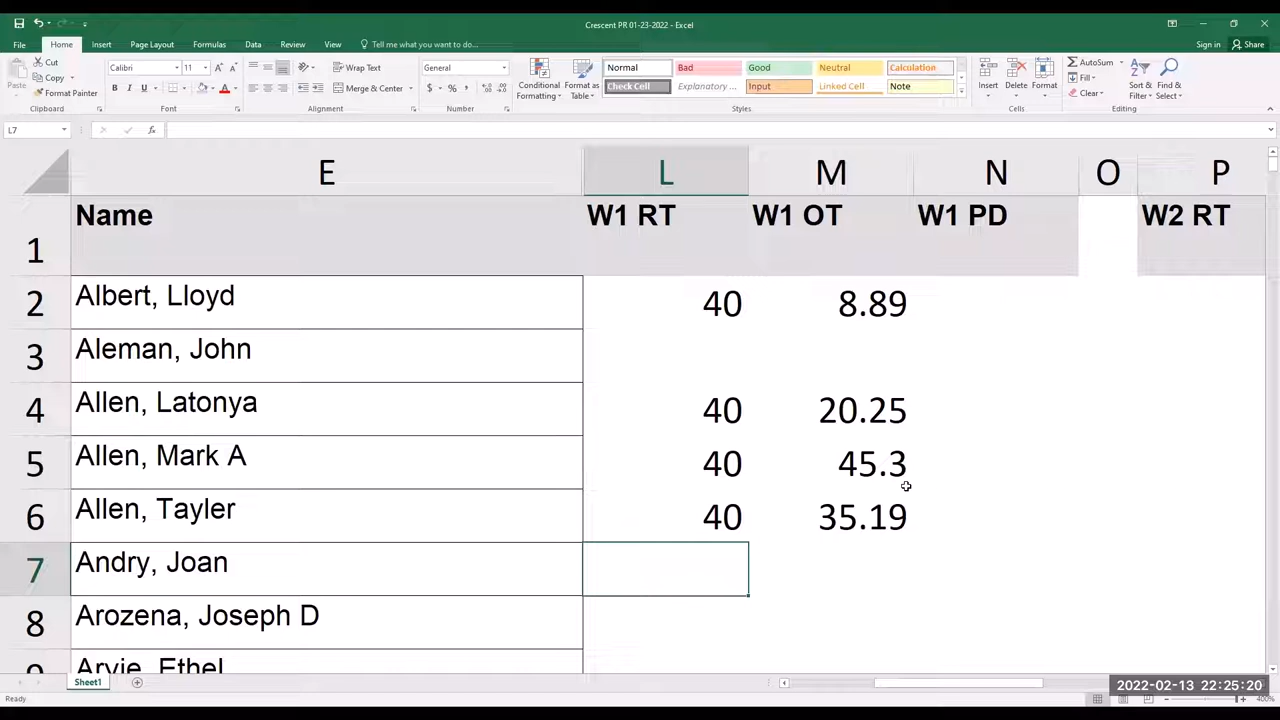 Crescent PR 01-23-2022 - Excel
File Home Insert Page Layout Formulas Data Review View Tell me what you want to do... Sign in Share
Cut Calibri 11 Wrap Text General Normal Bad Good Neutral Calculation AutoSum
Copy Fill
Paste Format Painter Merge & Center Conditional Formatting Format as Table Check Cell Explanatory ... Input Linked Cell Note Insert Delete Format Clear Sort & Filter Find & Select
Clipboard Font Alignment Number Styles Cells Editing
L7
E L M N O P
1 Name W1 RT W1 OT W1 PD W2 RT
2 Albert, Lloyd 40 8.89
3 Aleman, John
4 Allen, Latonya 40 20.25
5 Allen, Mark A 40 45.3
6 Allen, Tayler 40 35.19
7 Andry, Joan
8 Arozena, Joseph D
9 Arvie, Ethel
Sheet1
2022-02-13 22:25:20
Ready 400%